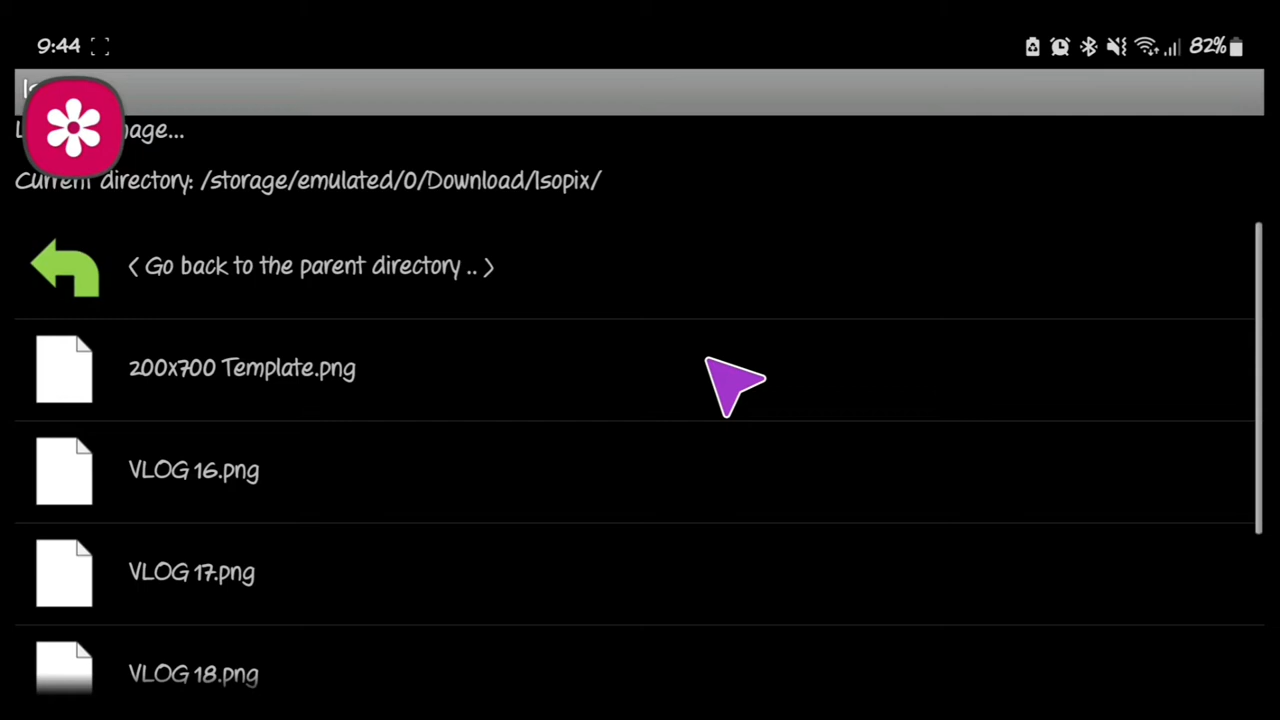 9:44 82%
age...
Current directory: /storage/emulated/0/Download/Isopix/
< Go back to the parent directory .. >
200x700 Template.png
VLOG 16.png
VLOG 17.png
VLOG 18.png